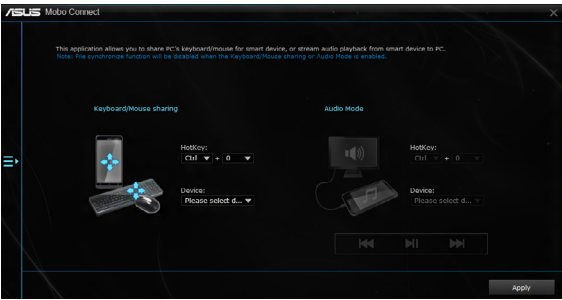 ASUS Mobo Connect
This application allows you to share PC's keyboard/mouse for smart device, or stream audio playback from smart device to PC.
Note: File synchronize function will be disabled when the Keyboard/Mouse sharing or Audio Mode is enabled.
Keyboard/Mouse sharing
HotKey:
Ctrl + 0
Device:
Please select d...
Audio Mode
HotKey:
Ctrl + 0
Device:
Please select d...
Apply